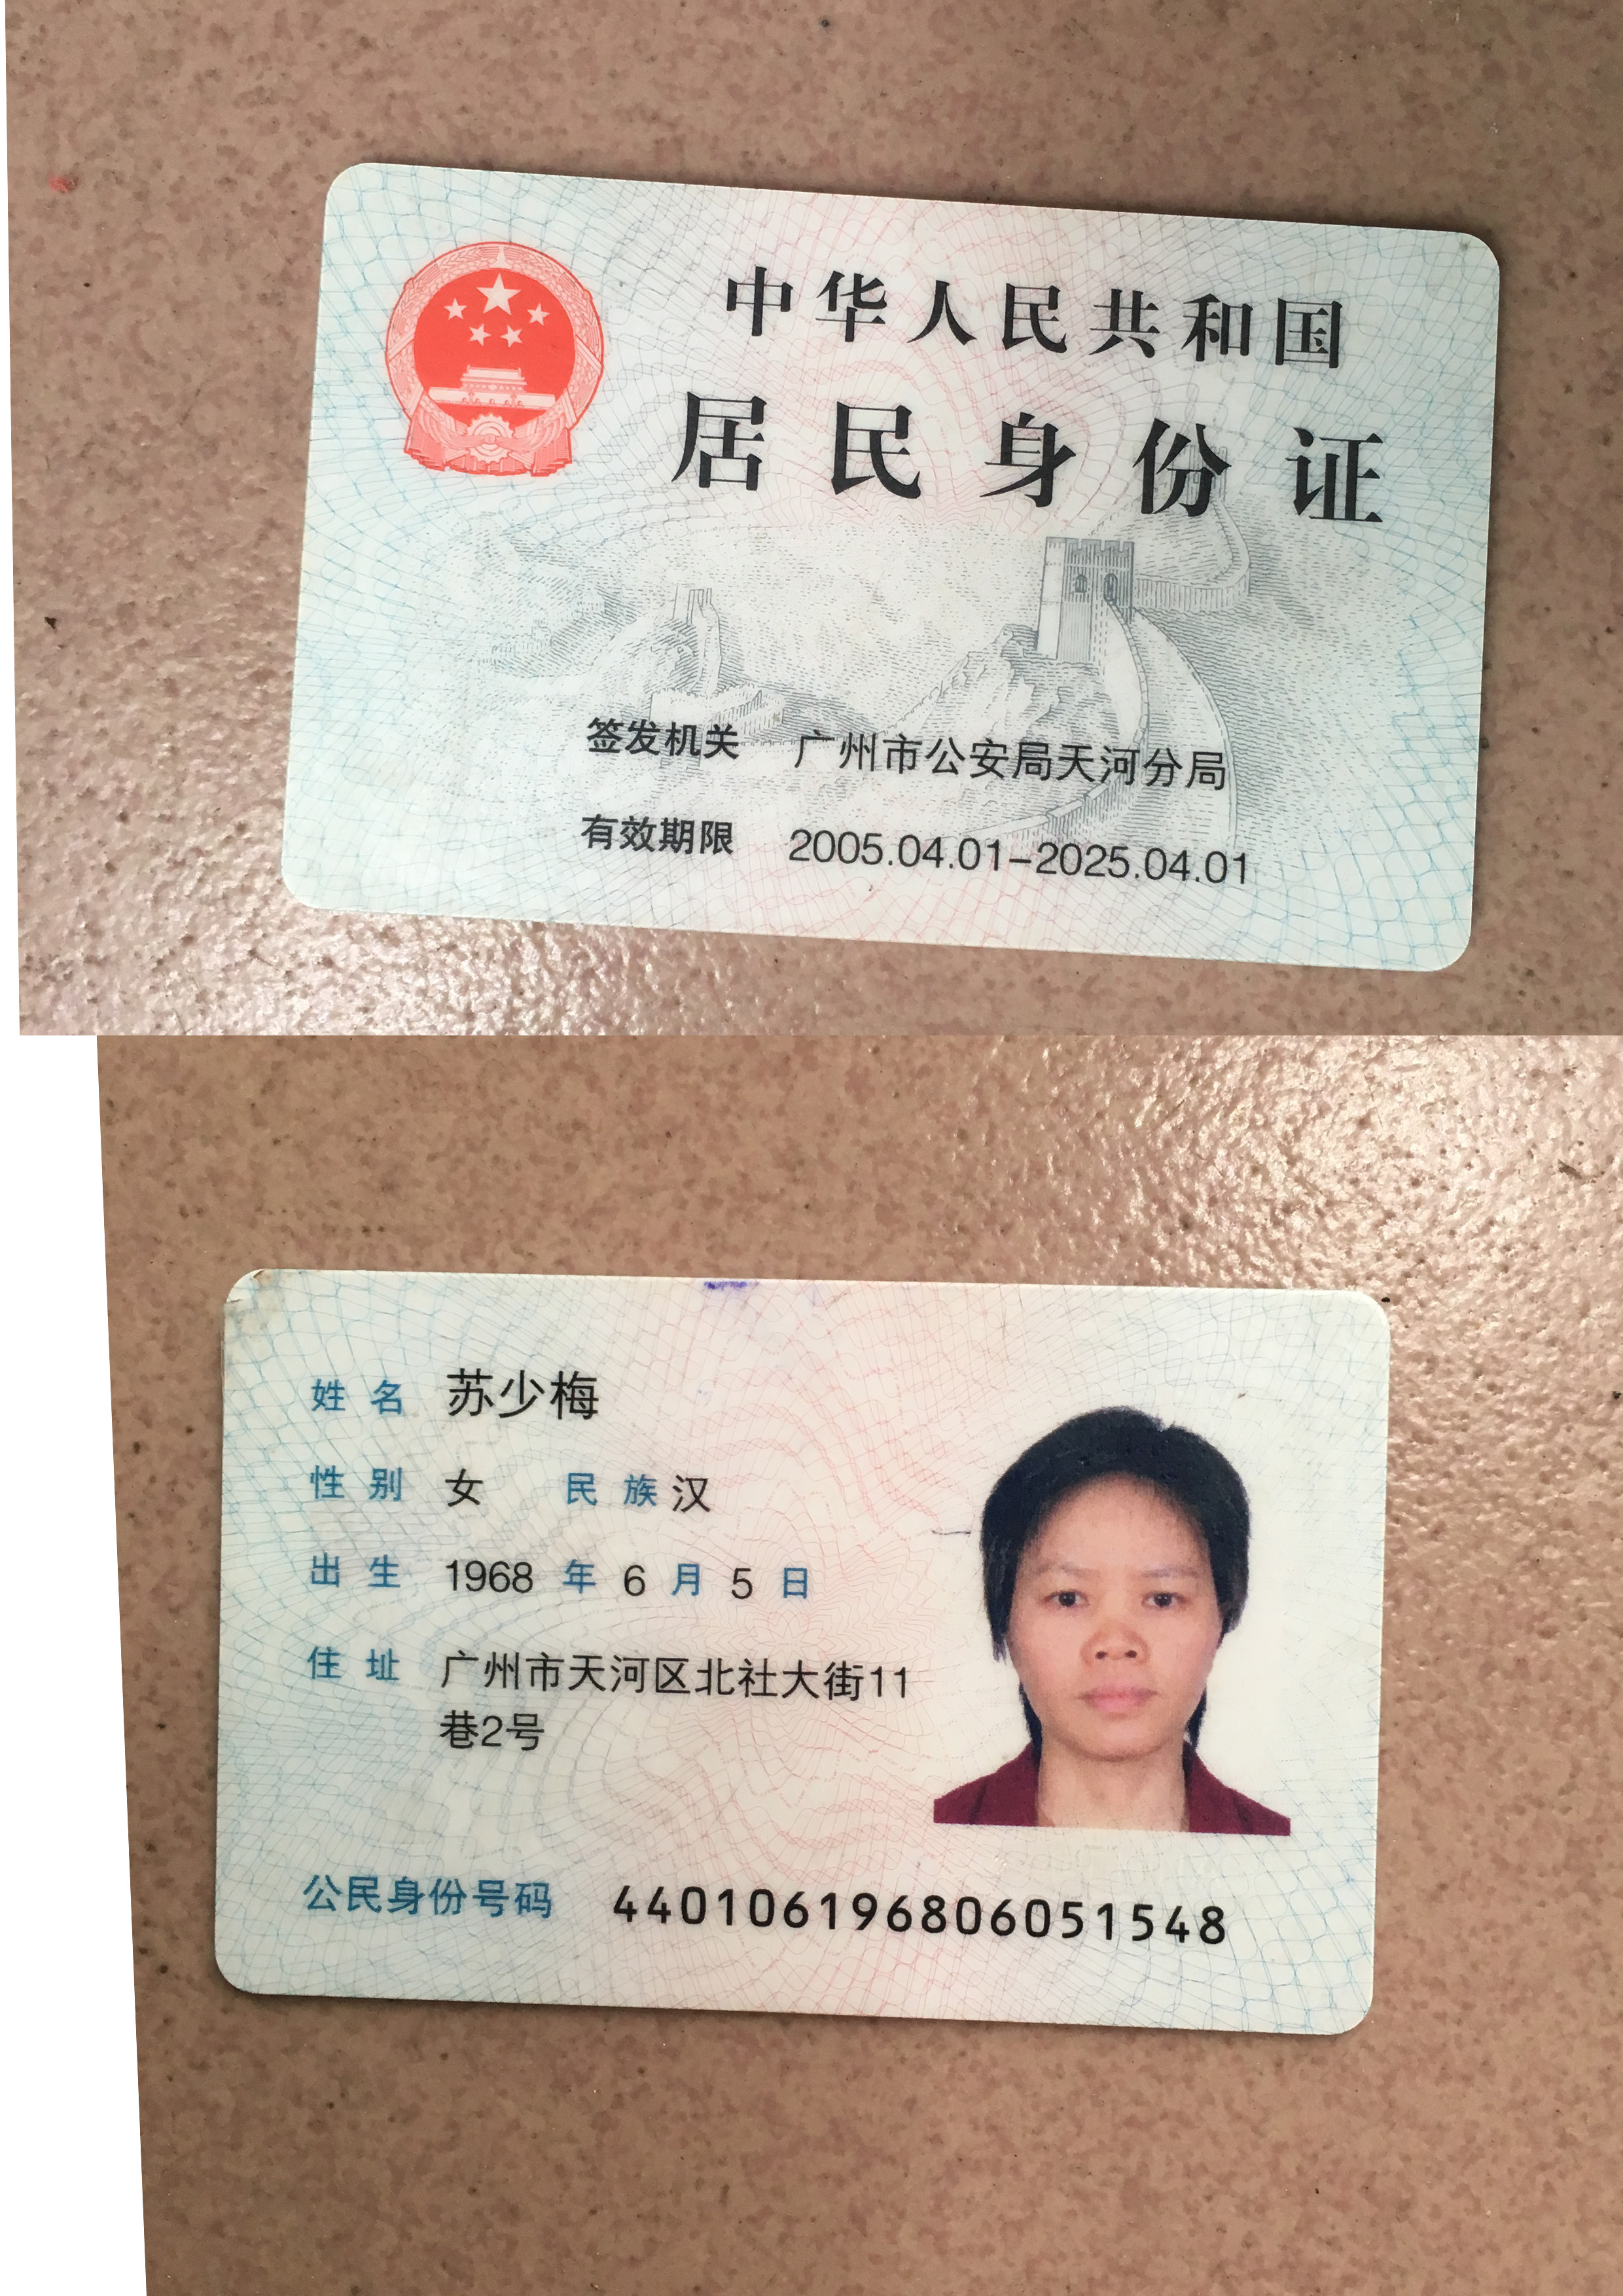 中华人民共和国
居民身份证
签发机关 广州市公安局天河分局
有效期限 2005.04.01-2025.04.01
姓名 苏少梅
性别 女 民族 汉
出生 1968 年 6 月 5 日
住址 广州市天河区北社大街11
巷2号
公民身份号码 440106196806051548